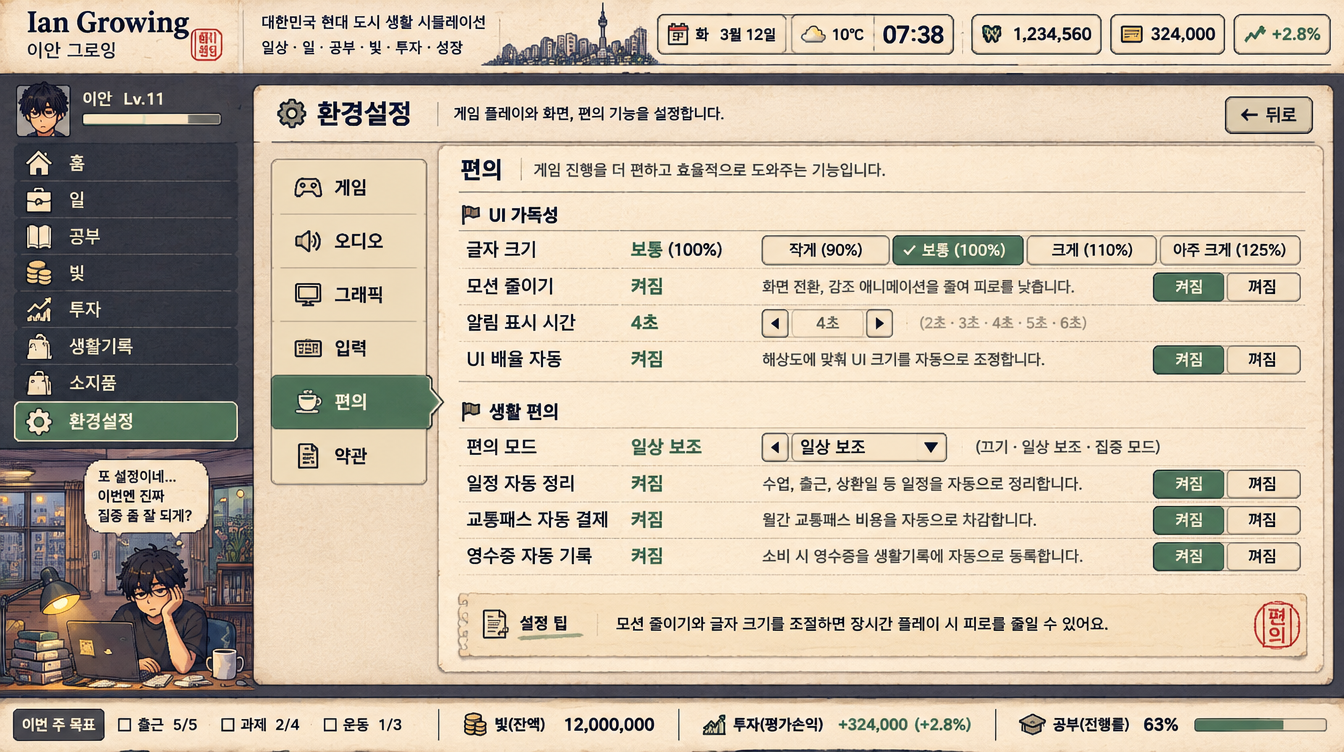 Ian Growing
이안 그로잉
대한민국 현대 도시 생활 시뮬레이션
일상 · 일 · 공부 · 빚 · 투자 · 성장
화 3월 12일
10℃
07:38
1,234,560
324,000
+2.8%
이안 Lv.11
홈
일
공부
빚
투자
생활기록
소지품
환경설정
또 설정이네...
이번엔 진짜
집중 좀 잘 되게?
환경설정
게임 플레이와 화면, 편의 기능을 설정합니다.
← 뒤로
게임
오디오
그래픽
입력
편의
약관
편의
게임 진행을 더 편하고 효율적으로 도와주는 기능입니다.
UI 가독성
글자 크기 보통 (100%) 작게 (90%) ✓ 보통 (100%) 크게 (110%) 아주 크게 (125%)
모션 줄이기 켜짐 화면 전환, 감조 애니메이션을 줄여 피로를 낮춥니다. 켜짐 껴짐
알림 표시 시간 4초 4초 (2초 · 3초 · 4초 · 5초 · 6초)
UI 배율 자동 켜짐 해상도에 맞춰 UI 크기를 자동으로 조정합니다. 켜짐 껴짐
생활 편의
편의 모드 일상 보조 일상 보조 (끄기 · 일상 보조 · 집중 모드)
일정 자동 정리 켜짐 수업, 출근, 상환일 등 일정을 자동으로 정리합니다. 켜짐 껴짐
교통패스 자동 결제 켜짐 월간 교통패스 비용을 자동으로 차감합니다. 켜짐 껴짐
영수증 자동 기록 켜짐 소비 시 영수증을 생활기록에 자동으로 등록합니다. 켜짐 껴짐
설정 팁
모션 줄이기와 글자 크기를 조절하면 장시간 플레이 시 피로를 줄일 수 있어요.
편의
이번 주 목표
출근 5/5
과제 2/4
운동 1/3
빚(잔액) 12,000,000
투자(평가손익) +324,000 (+2.8%)
공부(진행률) 63%